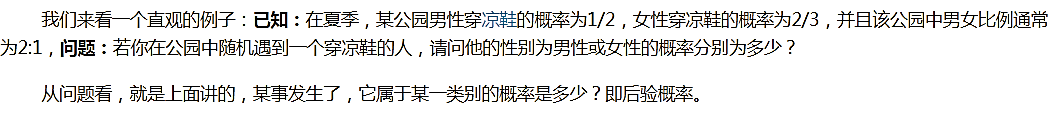 我们来看一个直观的例子：已知：在夏季，某公园男性穿凉鞋的概率为1/2，女性穿凉鞋的概率为2/3，并且该公园中男女比例通常
为2:1，问题：若你在公园中随机遇到一个穿凉鞋的人，请问他的性别为男性或女性的概率分别为多少？
从问题看，就是上面讲的，某事发生了，它属于某一类别的概率是多少？即后验概率。